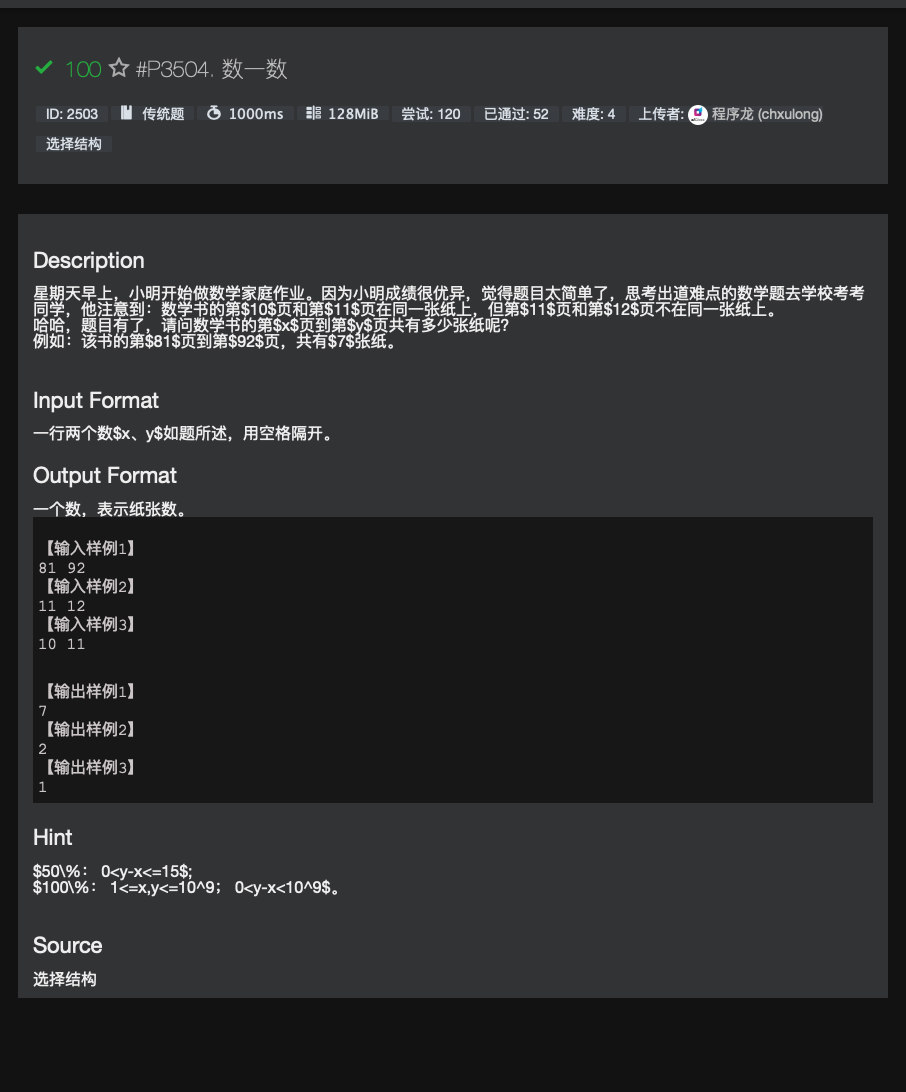 100 #P3504. 数一数
ID: 2503 传统题 1000ms 128MiB 尝试: 120 已通过: 52 难度: 4 上传者: 程序龙 (chxulong)
选择结构
Description
星期天早上，小明开始做数学家庭作业。因为小明成绩很优异，觉得题目太简单了，思考出道难点的数学题去学校考考
同学，他注意到：数学书的第$10$页和第$11$页在同一张纸上，但第$11$页和第$12$页不在同一张纸上。
哈哈，题目有了，请问数学书的第$x$页到第$y$页共有多少张纸呢？
例如：该书的第$81$页到第$92$页，共有$7$张纸。
Input Format
一行两个数$x、y$如题所述，用空格隔开。
Output Format
一个数，表示纸张数。
【输入样例1】
81 92
【输入样例2】
11 12
【输入样例3】
10 11
【输出样例1】
7
【输出样例2】
2
【输出样例3】
1
Hint
$50\%： 0<y-x<=15$;
$100\%： 1<=x,y<=10^9； 0<y-x<10^9$。
Source
选择结构